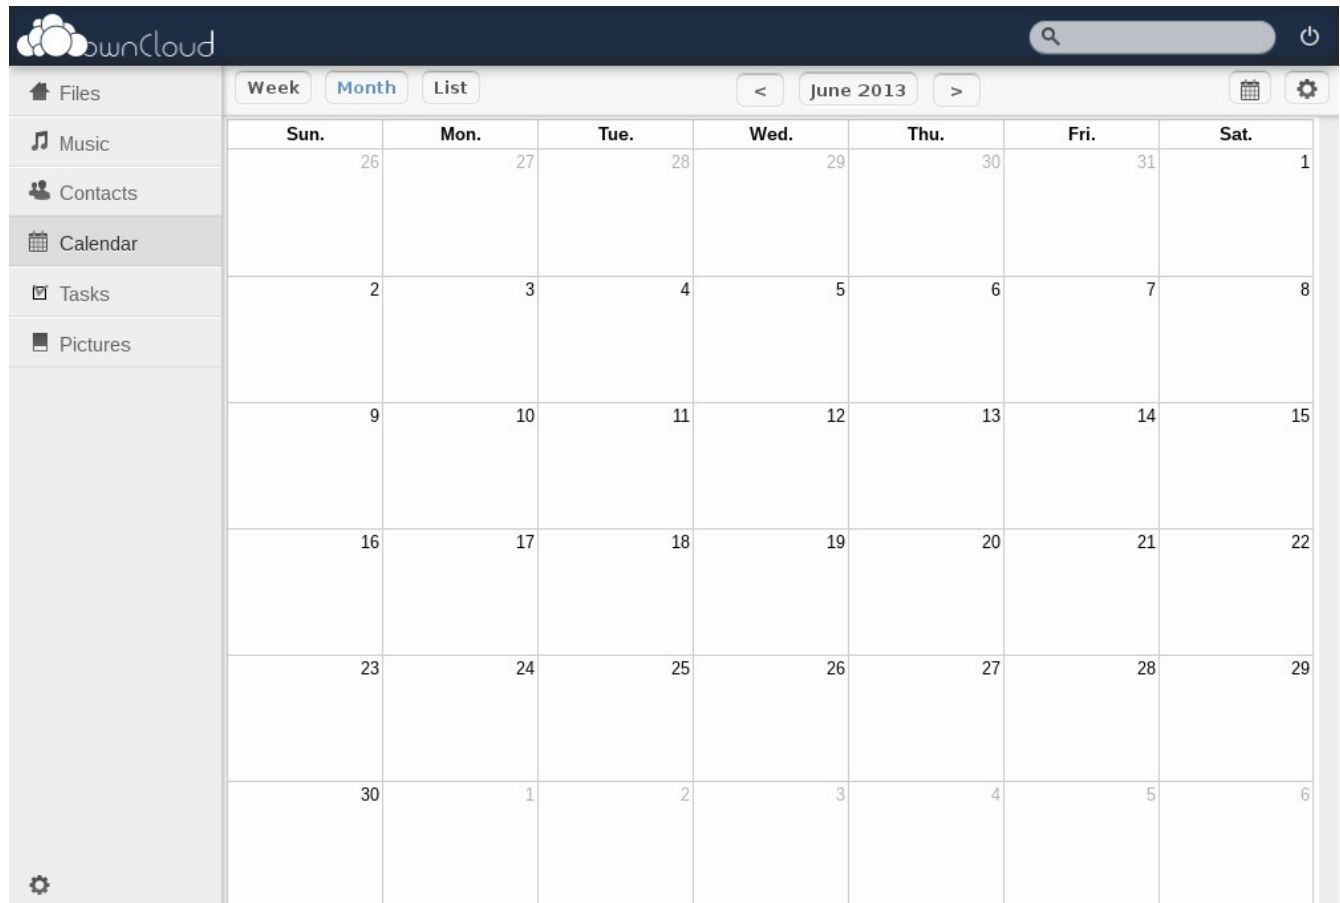 ownCloud
Files
Music
Contacts
Calendar
Tasks
Pictures
Week Month List < June 2013 >
Sun. Mon. Tue. Wed. Thu. Fri. Sat.
26 27 28 29 30 31 1
2 3 4 5 6 7 8
9 10 11 12 13 14 15
16 17 18 19 20 21 22
23 24 25 26 27 28 29
30 1 2 3 4 5 6